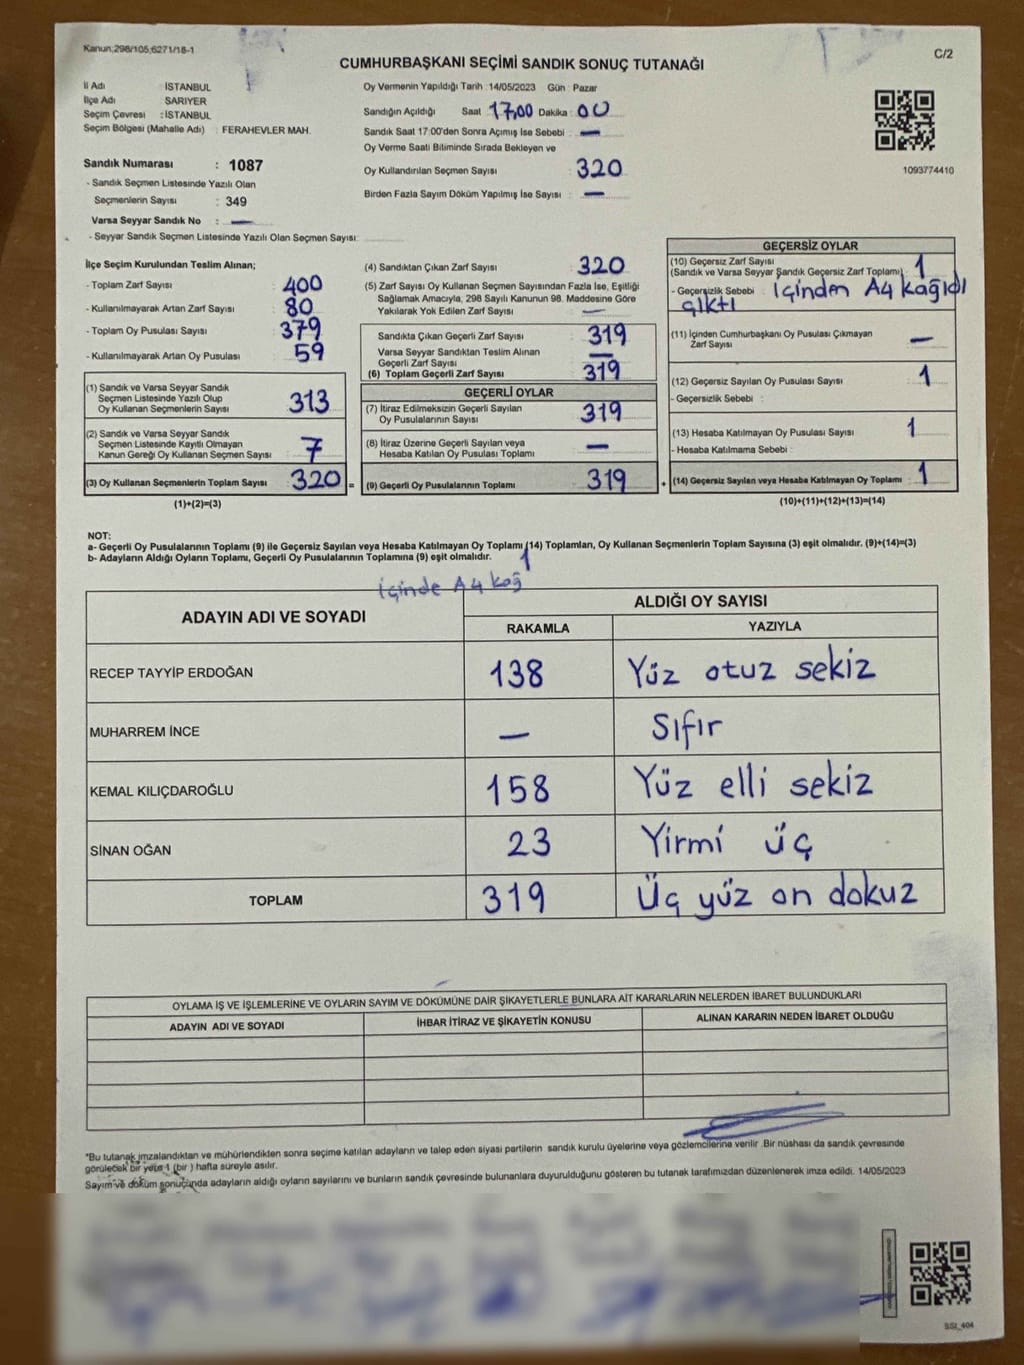 Kanun;298/105;6271/18-1
C/2
CUMHURBAŞKANI SEÇİMİ SANDIK SONUÇ TUTANAĞI
İl Adı : İSTANBUL
İlçe Adı : SARIYER
Seçim Çevresi : İSTANBUL
Seçim Bölgesi (Mahalle Adı) : FERAHEVLER MAH.
Sandık Numarası : 1087
- Sandık Seçmen Listesinde Yazılı Olan
Seçmenlerin Sayısı : 349
Varsa Seyyar Sandık No : —
- Seyyar Sandık Seçmen Listesinde Yazılı Olan Seçmen Sayısı:
Oy Vermenin Yapıldığı Tarih : 14/05/2023 Gün : Pazar
Sandığın Açıldığı Saat 17,00 Dakika : 00
Sandık Saat 17:00'den Sonra Açımış İse Sebebi : —
Oy Verme Saati Bitiminde Sırada Bekleyen ve
Oy Kullandırılan Seçmen Sayısı : 320
Birden Fazla Sayım Döküm Yapılmış İse Sayısı : —
1093774410
İlçe Seçim Kurulundan Teslim Alınan;
- Toplam Zarf Sayısı : 400
- Kullanılmayarak Artan Zarf Sayısı : 80
- Toplam Oy Pusulası Sayısı : 379
- Kullanılmayarak Artan Oy Pusulası : 59
(1) Sandık ve Varsa Seyyar Sandık
Seçmen Listesinde Yazılı Olup
Oy Kullanan Seçmenlerin Sayısı : 313
(2) Sandık ve Varsa Seyyar Sandık
Seçmen Listesinde Kayıtlı Olmayan
Kanun Gereği Oy Kullanan Seçmen Sayısı : 7
(3) Oy Kullanan Seçmenlerin Toplam Sayısı : 320 =
(1)+(2)=(3)
(4) Sandıktan Çıkan Zarf Sayısı : 320
(5) Zarf Sayısı Oy Kullanan Seçmen Sayısından Fazla İse, Eşitliği
Sağlamak Amacıyla, 298 Sayılı Kanunun 98. Maddesine Göre
Yakılarak Yok Edilen Zarf Sayısı : —
Sandıkta Çıkan Geçerli Zarf Sayısı : 319
Varsa Seyyar Sandıktan Teslim Alınan
Geçerli Zarf Sayısı : —
(6) Toplam Geçerli Zarf Sayısı : 319
GEÇERLİ OYLAR
(7) İtiraz Edilmeksizin Geçerli Sayılan
Oy Pusulalarının Sayısı : 319
(8) İtiraz Üzerine Geçerli Sayılan veya
Hesaba Katılan Oy Pusulası Toplamı : —
(9) Geçerli Oy Pusulalarının Toplamı : 319 +
GEÇERSİZ OYLAR
(10) Geçersiz Zarf Sayısı
(Sandık ve Varsa Seyyar Sandık Geçersiz Zarf Toplamı) : 1
- Geçersizlik Sebebi : içinden A4 kağıdı
çıktı
(11) İçinden Cumhurbaşkanı Oy Pusulası Çıkmayan
Zarf Sayısı : —
(12) Geçersiz Sayılan Oy Pusulası Sayısı : 1
- Geçersizlik Sebebi :
(13) Hesaba Katılmayan Oy Pusulası Sayısı : 1
- Hesaba Katılmama Sebebi :
(14) Geçersiz Sayılan veya Hesaba Katılmayan Oy Toplamı : 1
(10)+(11)+(12)+(13)=(14)
NOT:
a- Geçerli Oy Pusulalarının Toplamı (9) ile Geçersiz Sayılan veya Hesaba Katılmayan Oy Toplamı (14) Toplamları, Oy Kullanan Seçmenlerin Toplam Sayısına (3) eşit olmalıdır. (9)+(14)=(3)
b- Adayların Aldığı Oyların Toplamı, Geçerli Oy Pusulalarının Toplamına (9) eşit olmalıdır.
1
içinde A4 kağ
ADAYIN ADI VE SOYADI
ALDIĞI OY SAYISI
RAKAMLA YAZIYLA
RECEP TAYYİP ERDOĞAN 138 Yüz otuz sekiz
MUHARREM İNCE — Sıfır
KEMAL KILIÇDAROĞLU 158 Yüz elli sekiz
SİNAN OĞAN 23 Yirmi üç
TOPLAM 319 Üç yüz on dokuz
OYLAMA İŞ VE İŞLEMLERİNE VE OYLARIN SAYIM VE DÖKÜMÜNE DAİR ŞİKAYETLERLE BUNLARA AİT KARARLARIN NELERDEN İBARET BULUNDUKLARI
ADAYIN ADI VE SOYADI İHBAR İTİRAZ VE ŞİKAYETİN KONUSU ALINAN KARARIN NEDEN İBARET OLDUĞU
*Bu tutanak imzalandıktan ve mühürlendikten sonra seçime katılan adayların ve talep eden siyasi partilerin sandık kurulu üyelerine veya gözlemcilerine verilir .Bir nüshası da sandık çevresinde
görülecek bir yere 1 (bir ) hafta süreyle asılır.
Sayım ve döküm sonucunda adayların aldığı oyların sayılarını ve bunların sandık çevresinde bulunanlara duyurulduğunu gösteren bu tutanak tarafımızdan düzenlenerek imza edildi. 14/05/2023
SSI_404